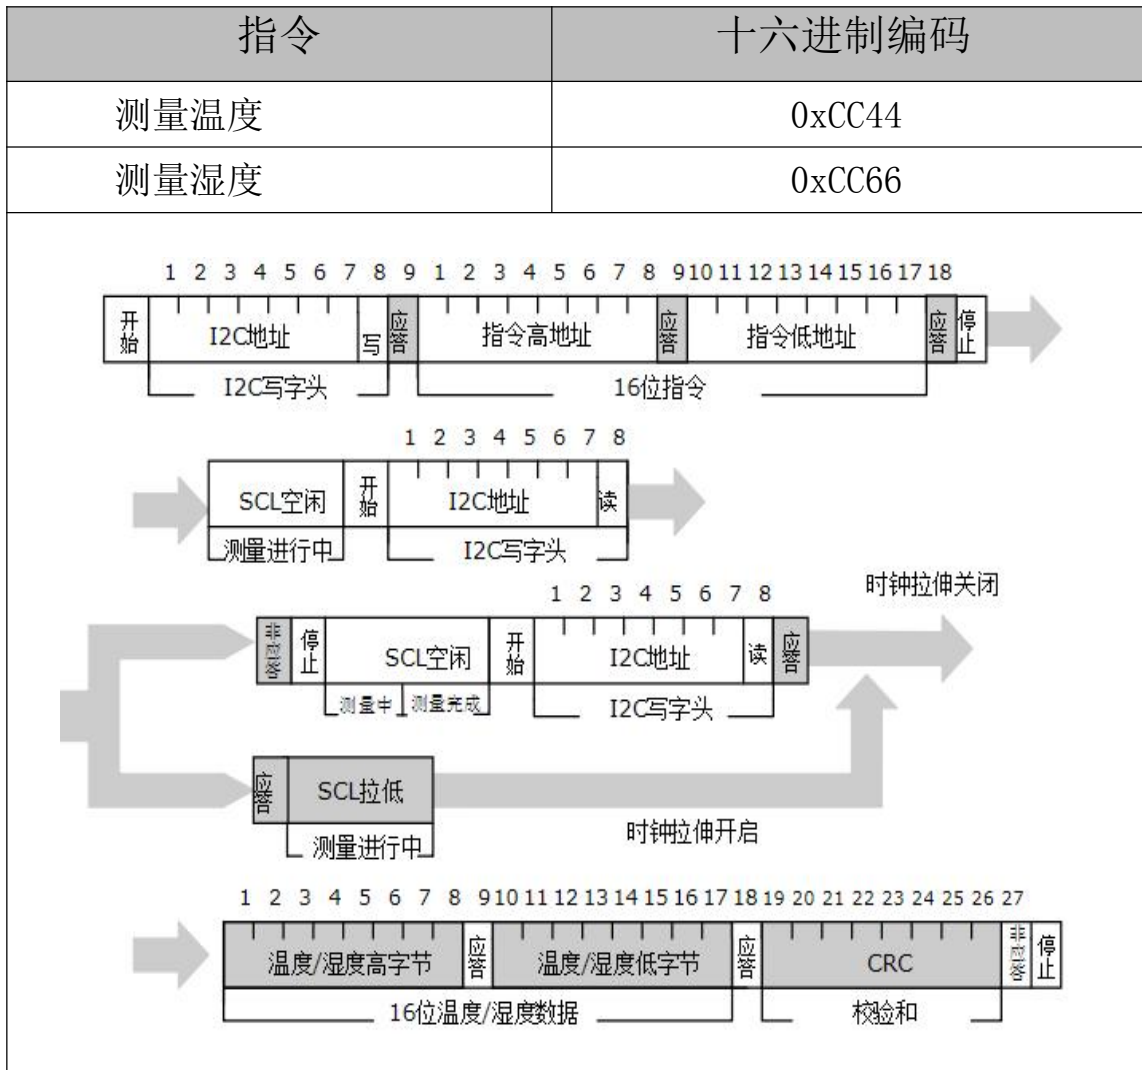 指令 十六进制编码
测量温度 0xCC44
测量湿度 0xCC66
1 2 3 4 5 6 7 8 9 1 2 3 4 5 6 7 8 9 10 11 12 13 14 15 16 17 18
开始 I2C地址 写 应答 指令高地址 应答 指令低地址 应答 停止
I2C写字头 16位指令
1 2 3 4 5 6 7 8
SCL空闲 开始 I2C地址 读
测量进行中 I2C写字头
1 2 3 4 5 6 7 8 时钟拉伸关闭
非应答 停止 SCL空闲 开始 I2C地址 读 应答
测量中 测量完成 I2C写字头
应答 SCL拉低
测量进行中 时钟拉伸开启
1 2 3 4 5 6 7 8 9 10 11 12 13 14 15 16 17 18 19 20 21 22 23 24 25 26 27
温度/湿度高字节 应答 温度/湿度低字节 应答 CRC 非应答 停止
16位温度/湿度数据 校验和